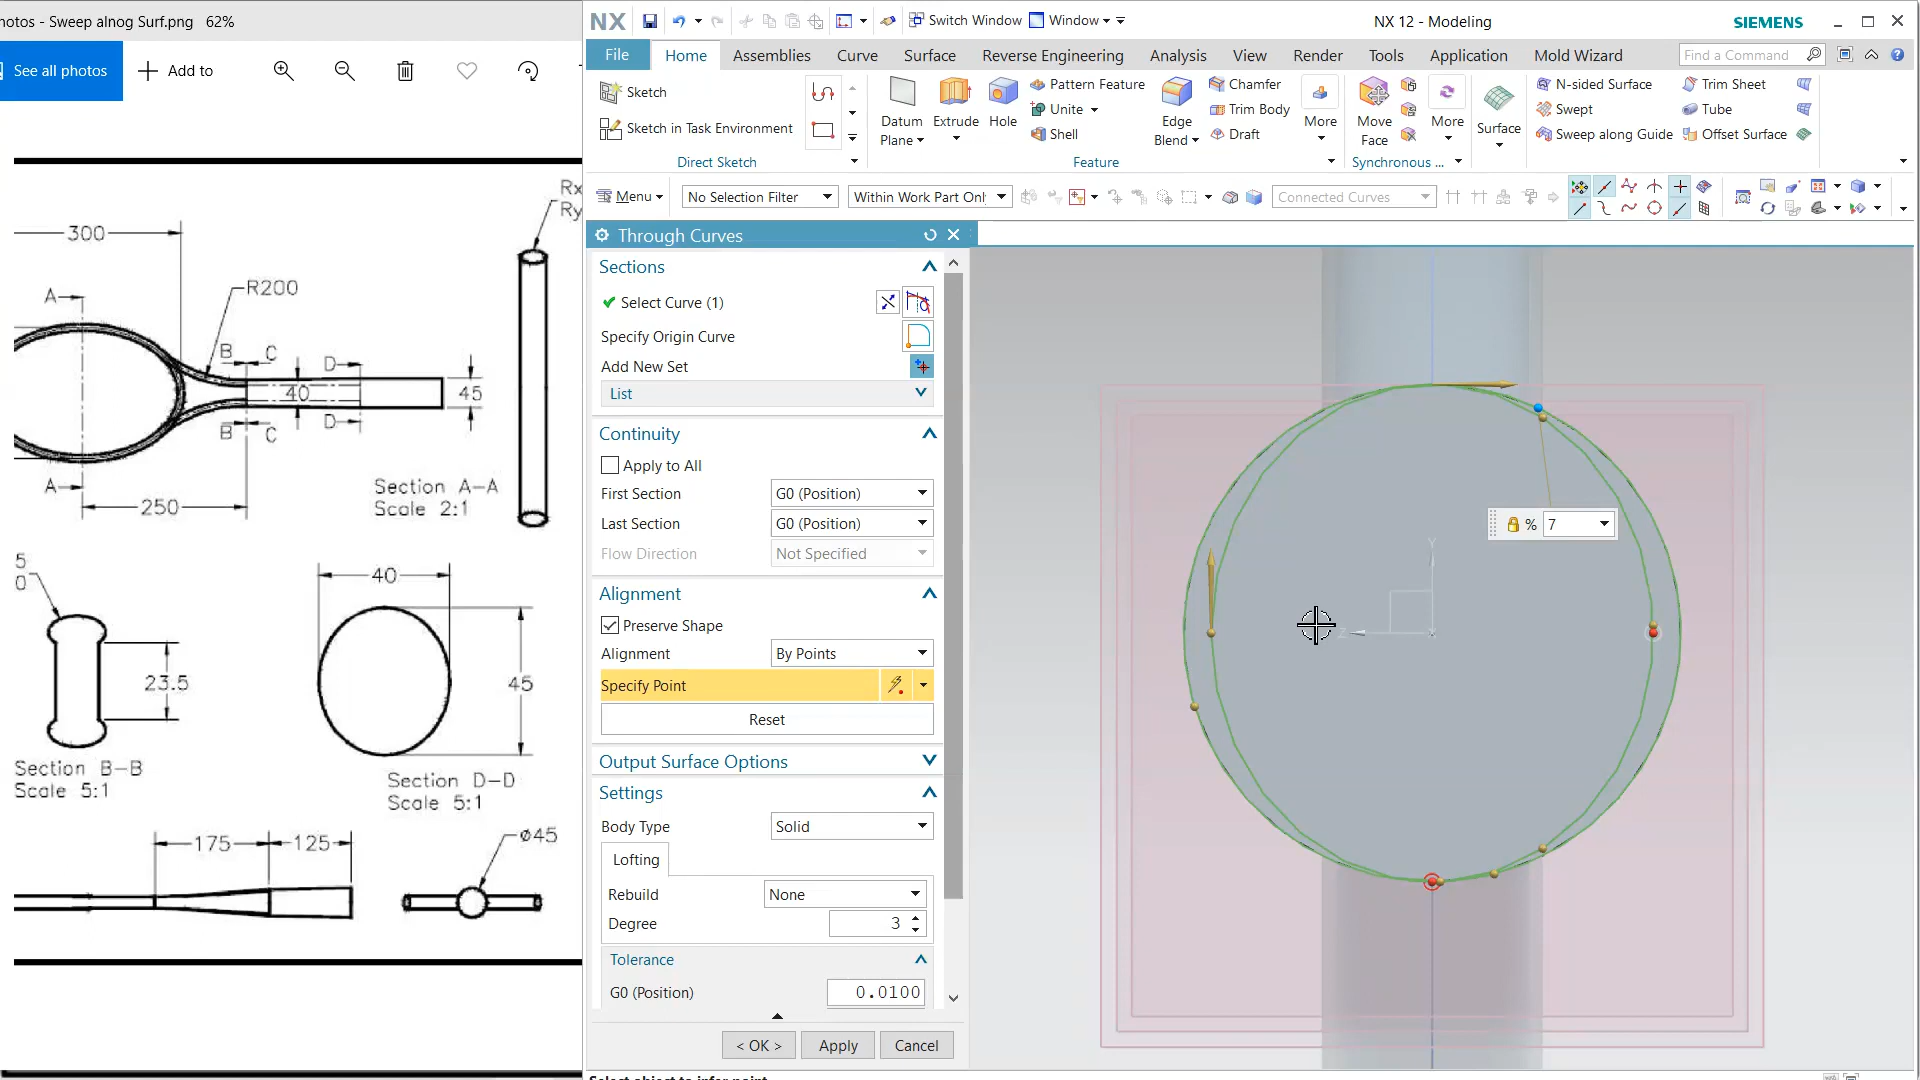 hotos - Sweep alnog Surf.png 62%
See all photos
Add to
NX
Switch Window
Window
NX 12 - Modeling
SIEMENS
File
Home
Assemblies
Curve
Surface
Reverse Engineering
Analysis
View
Render
Tools
Application
Mold Wizard
Find a Command
Sketch
Sketch in Task Environment
Direct Sketch
Datum Plane
Extrude
Hole
Pattern Feature
Unite
Shell
Edge Blend
Chamfer
Trim Body
Draft
More
Feature
Move Face
More
Synchronous ...
Surface
N-sided Surface
Swept
Sweep along Guide
Trim Sheet
Tube
Offset Surface
Menu
No Selection Filter
Within Work Part Onl
Connected Curves
Through Curves
Sections
Select Curve (1)
Specify Origin Curve
Add New Set
List
Continuity
Apply to All
First Section
G0 (Position)
Last Section
G0 (Position)
Flow Direction
Not Specified
Alignment
Preserve Shape
Alignment
By Points
Specify Point
Reset
Output Surface Options
Settings
Body Type
Solid
Lofting
Rebuild
None
Degree
3
Tolerance
G0 (Position)
0.0100
< OK >
Apply
Cancel
Select object to infer point
% 7
Y
Z
X
Rx
Ry
300
A
R200
B
C
D
40
45
B
C
D
A
250
Section A-A
Scale 2:1
5
0
23.5
40
45
Section B-B
Scale 5:1
Section D-D
Scale 5:1
175
125
ø45